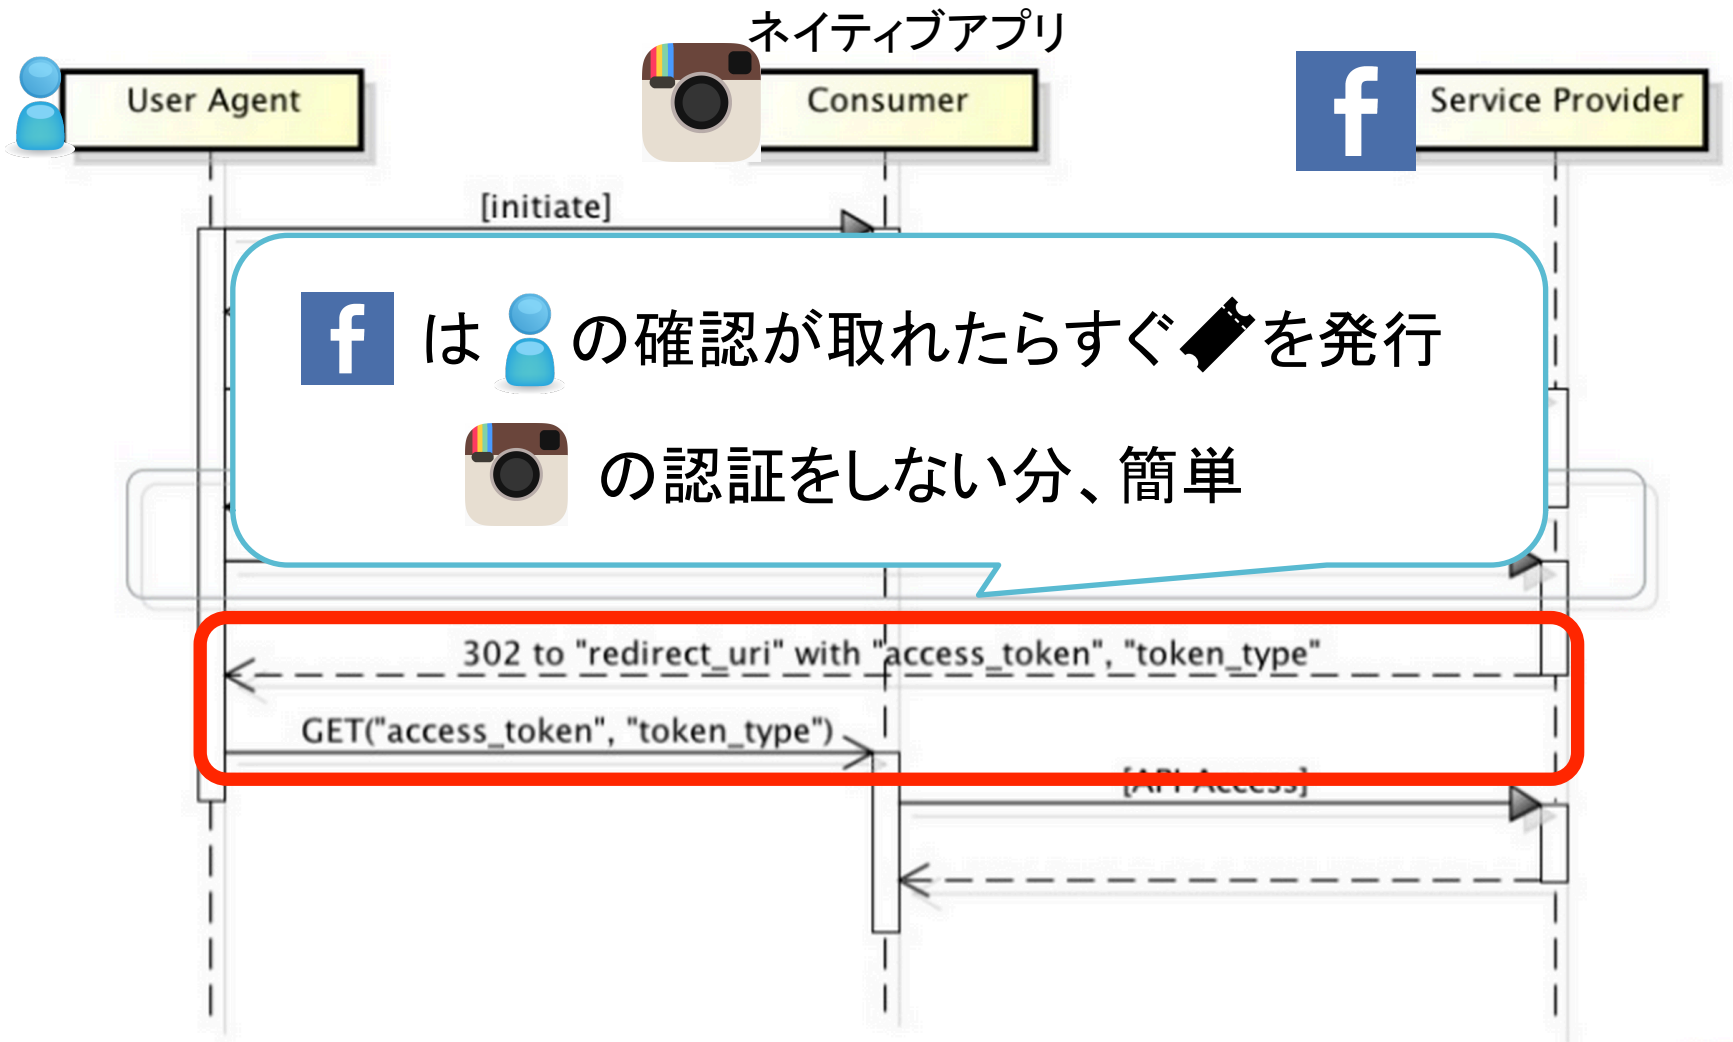 ネイティブアプリ
User Agent
Consumer
Service Provider
[initiate]
は の確認が取れたらすぐ を発行
の認証をしない分、簡単
302 to "redirect_uri" with "access_token", "token_type"
GET("access_token", "token_type")
[API Access]